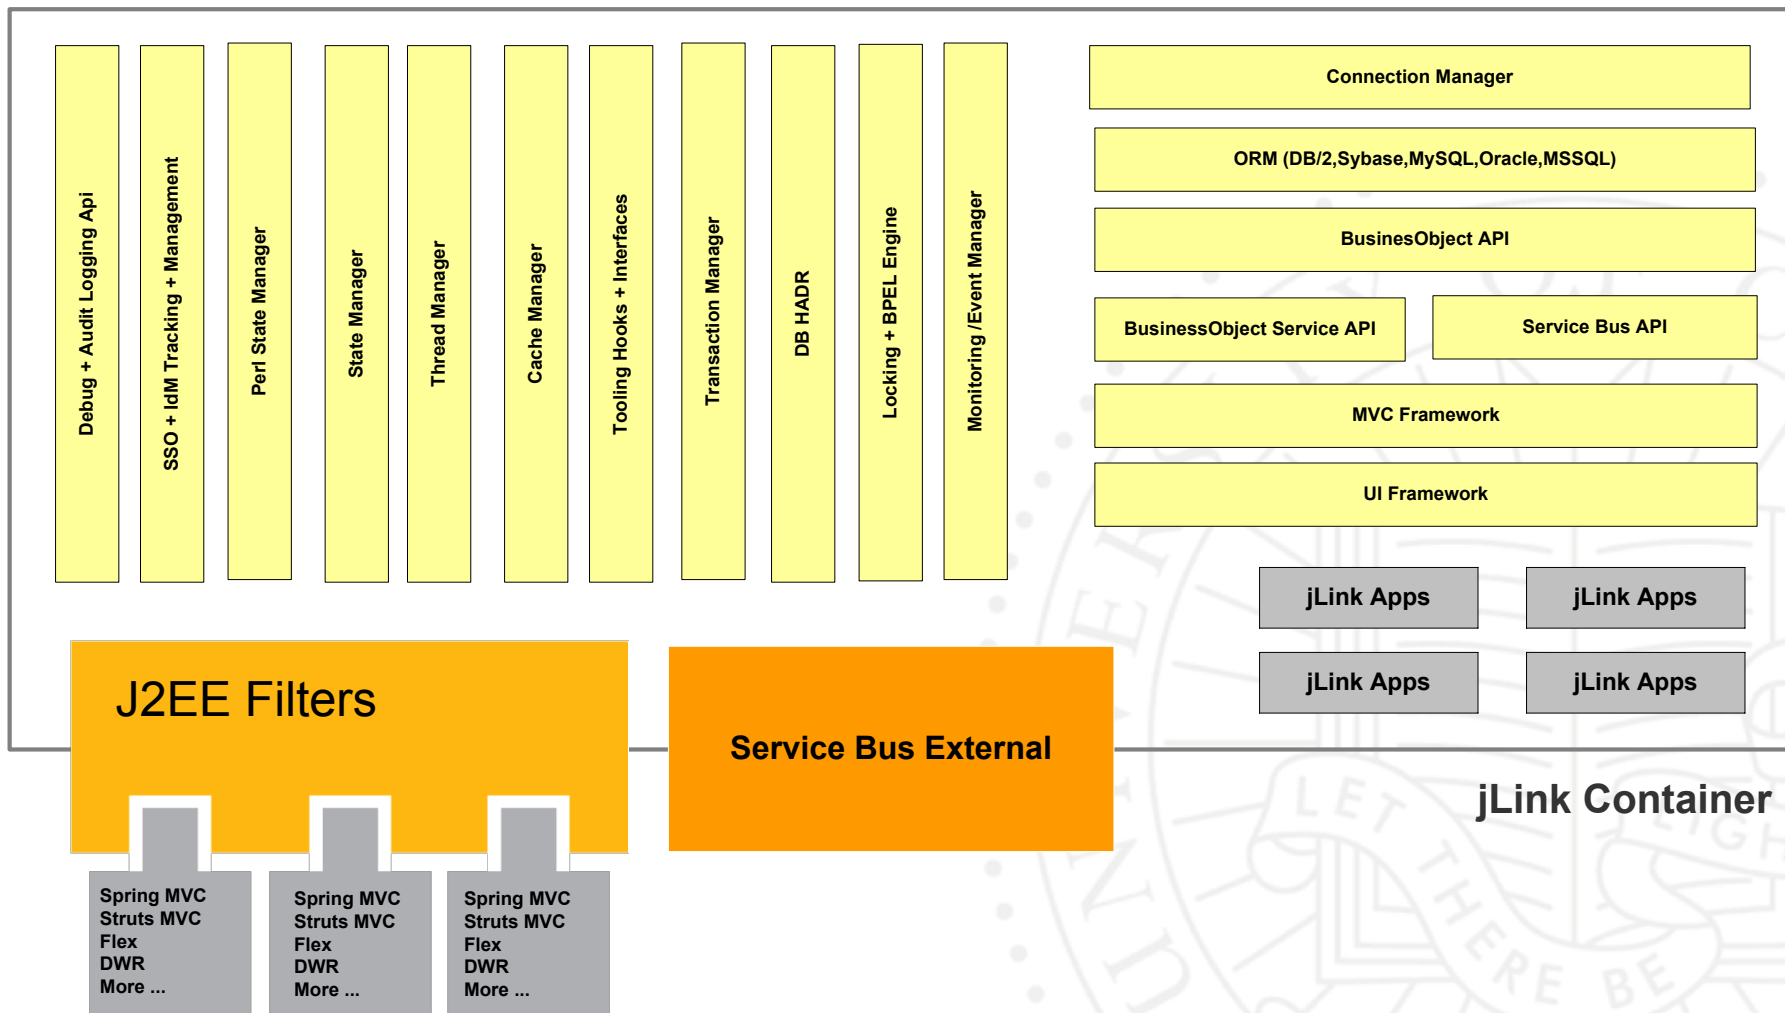 Debug + Audit Logging Api
SSO + IdM Tracking + Management
Perl State Manager
State Manager
Thread Manager
Cache Manager
Tooling Hooks + Interfaces
Transaction Manager
DB HADR
Locking + BPEL Engine
Monitoring /Event Manager
Connection Manager
ORM (DB/2,Sybase,MySQL,Oracle,MSSQL)
BusinesObject API
BusinessObject Service API
Service Bus API
MVC Framework
UI Framework
jLink Apps
jLink Apps
jLink Apps
jLink Apps
J2EE Filters
Service Bus External
jLink Container
Spring MVC
Struts MVC
Flex
DWR
More ...
Spring MVC
Struts MVC
Flex
DWR
More ...
Spring MVC
Struts MVC
Flex
DWR
More ...
LET THERE BE